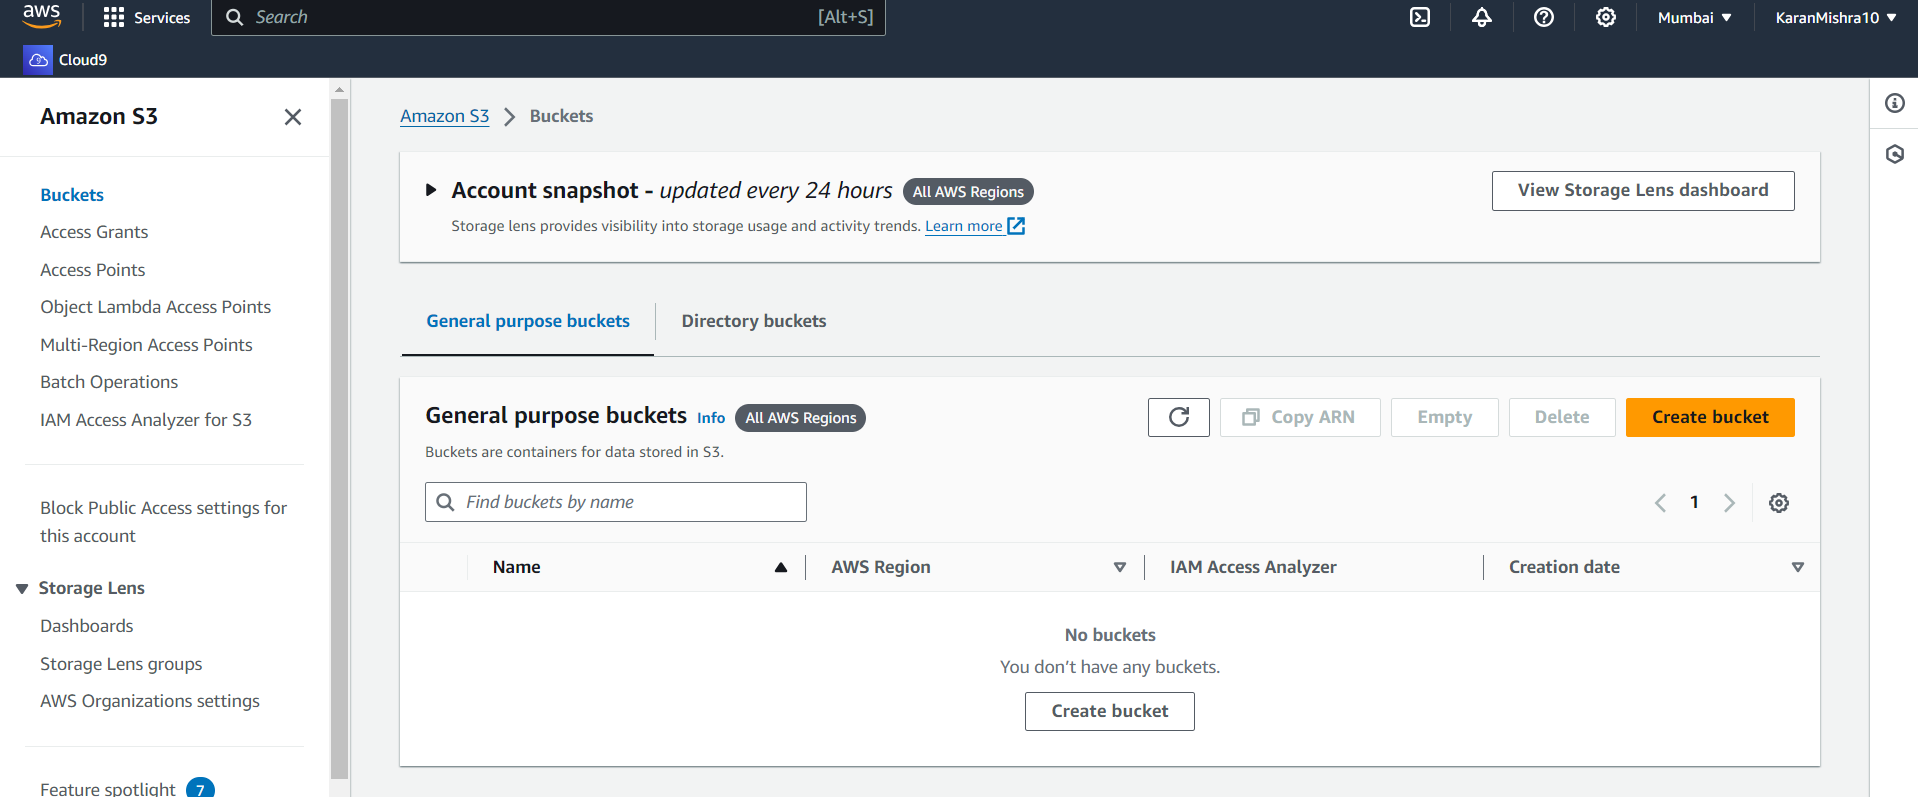 aws
Services
Search
[Alt+S]
Mumbai
KaranMishra10
Cloud9
Amazon S3
Buckets
Access Grants
Access Points
Object Lambda Access Points
Multi-Region Access Points
Batch Operations
IAM Access Analyzer for S3
Block Public Access settings for
this account
Storage Lens
Dashboards
Storage Lens groups
AWS Organizations settings
Feature spotlight 7
Amazon S3 Buckets
Account snapshot - updated every 24 hours All AWS Regions
View Storage Lens dashboard
Storage lens provides visibility into storage usage and activity trends. Learn more
General purpose buckets
Directory buckets
General purpose buckets Info All AWS Regions
Copy ARN
Empty
Delete
Create bucket
Buckets are containers for data stored in S3.
Find buckets by name
1
Name
AWS Region
IAM Access Analyzer
Creation date
No buckets
You don’t have any buckets.
Create bucket